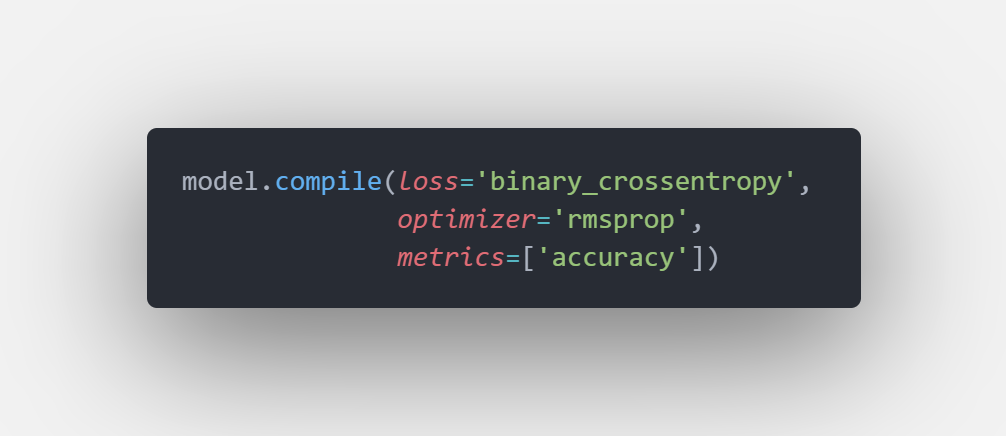 model.compile(loss='binary_crossentropy',
              optimizer='rmsprop',
              metrics=['accuracy'])